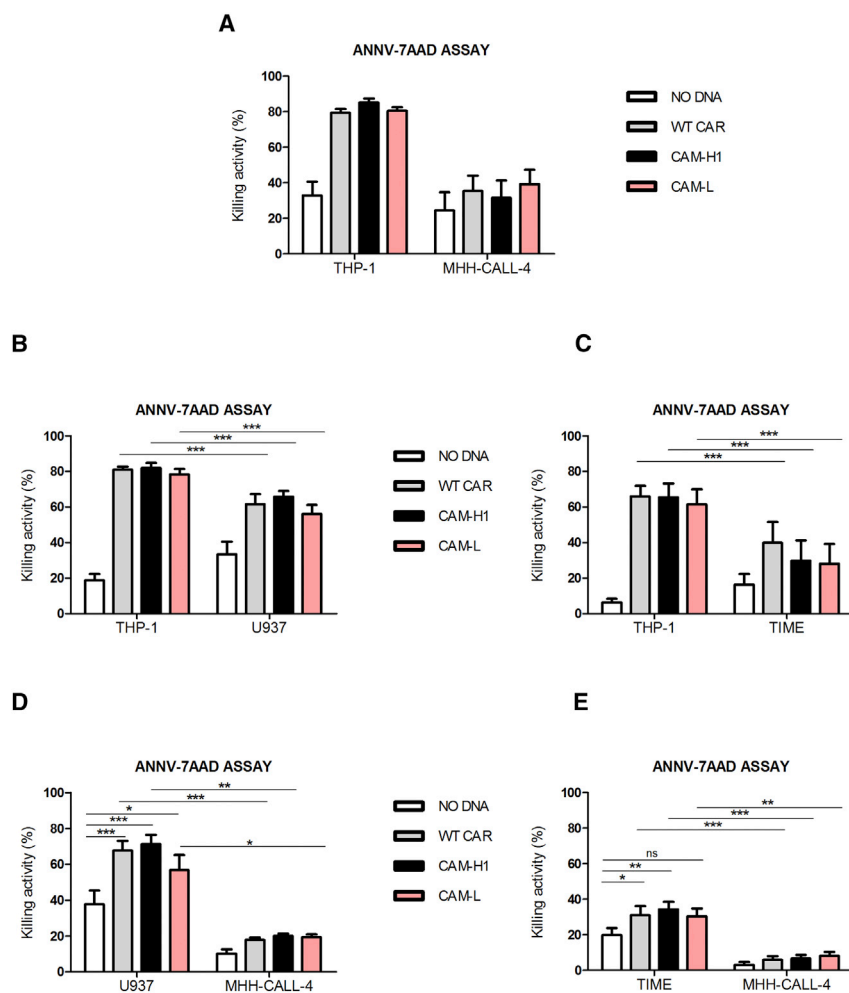 A
ANNV-7AAD ASSAY
Killing activity (%)
100
80
60
40
20
0
THP-1 MHH-CALL-4
NO DNA
WT CAR
CAM-H1
CAM-L
B
ANNV-7AAD ASSAY
***
***
***
Killing activity (%)
100
80
60
40
20
0
THP-1 U937
NO DNA
WT CAR
CAM-H1
CAM-L
C
ANNV-7AAD ASSAY
***
***
***
Killing activity (%)
100
80
60
40
20
0
THP-1 TIME
D
ANNV-7AAD ASSAY
**
***
*
***
***
*
Killing activity (%)
100
80
60
40
20
0
U937 MHH-CALL-4
NO DNA
WT CAR
CAM-H1
CAM-L
E
ANNV-7AAD ASSAY
**
***
***
ns
**
*
Killing activity (%)
100
80
60
40
20
0
TIME MHH-CALL-4